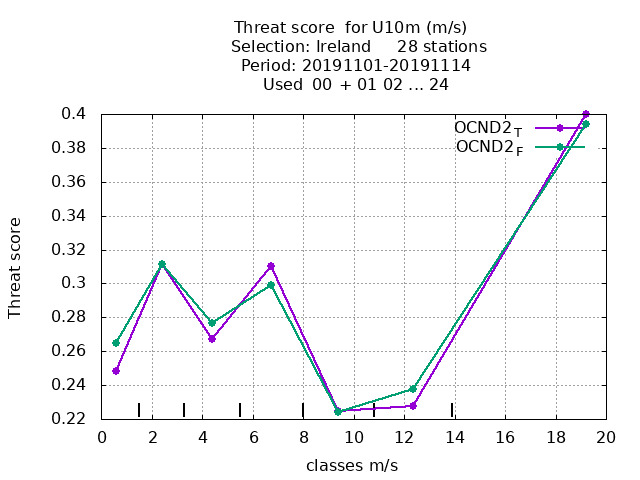 Threat score for U10m (m/s)
Selection: Ireland 28 stations
Period: 20191101-20191114
Used 00 + 01 02 ... 24
OCND2T
OCND2F
Threat score
0.4
0.38
0.36
0.34
0.32
0.3
0.28
0.26
0.24
0.22
0 2 4 6 8 10 12 14 16 18 20
classes m/s